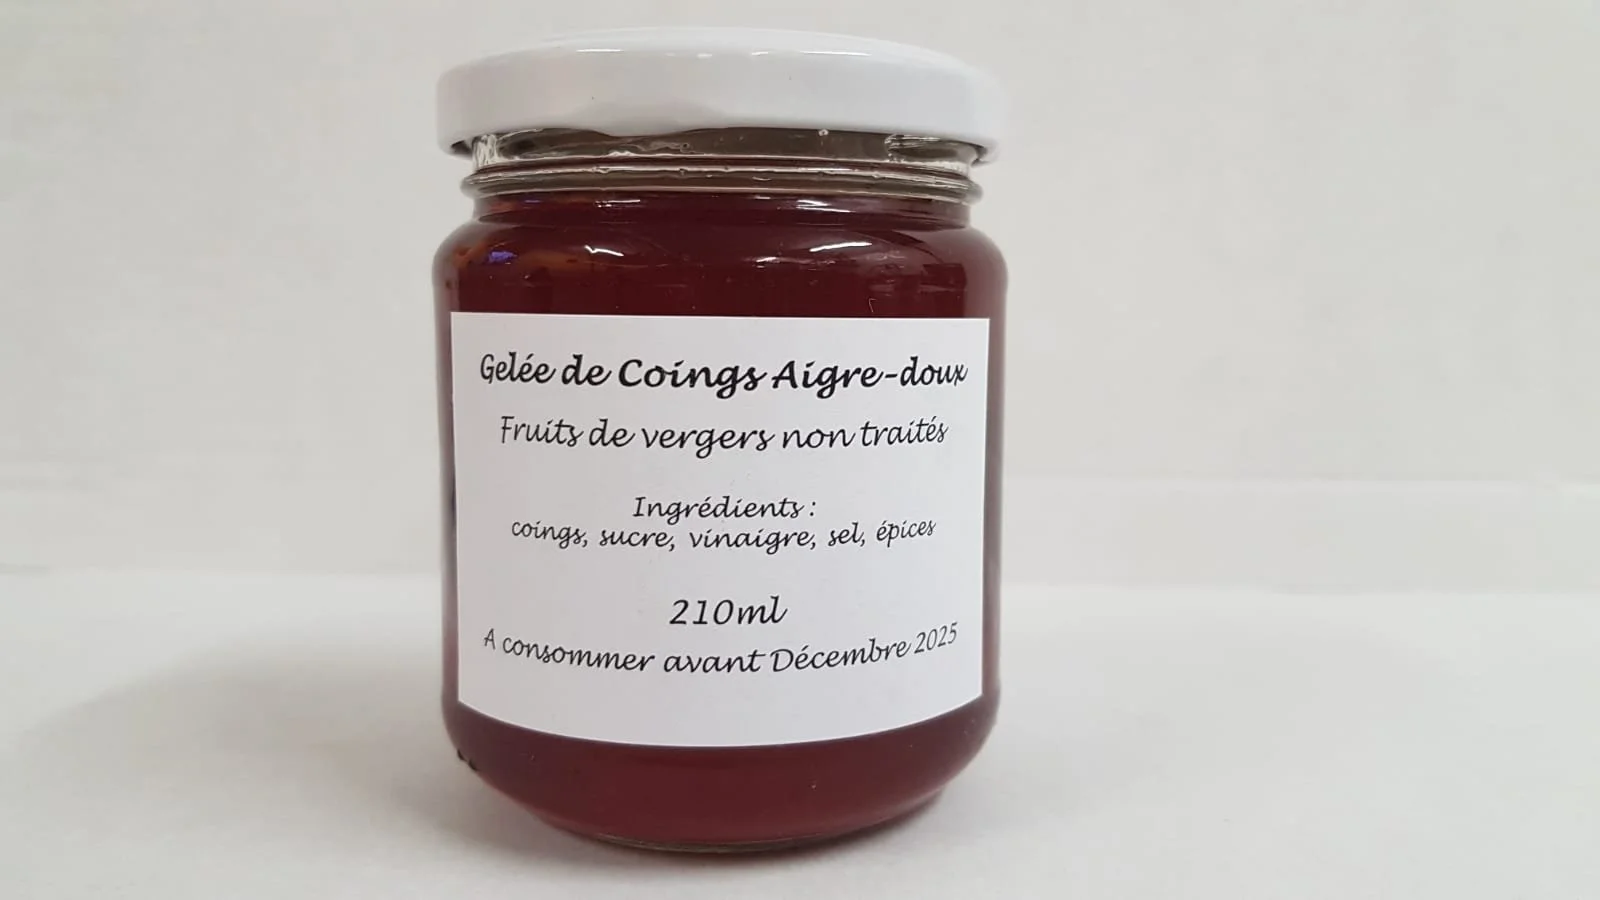 Gelée de Coings Aigre-doux
Fruits de vergers non traités
Ingrédients :
coings, sucre, vinaigre, sel, épices
210ml
A consommer avant Décembre 2025